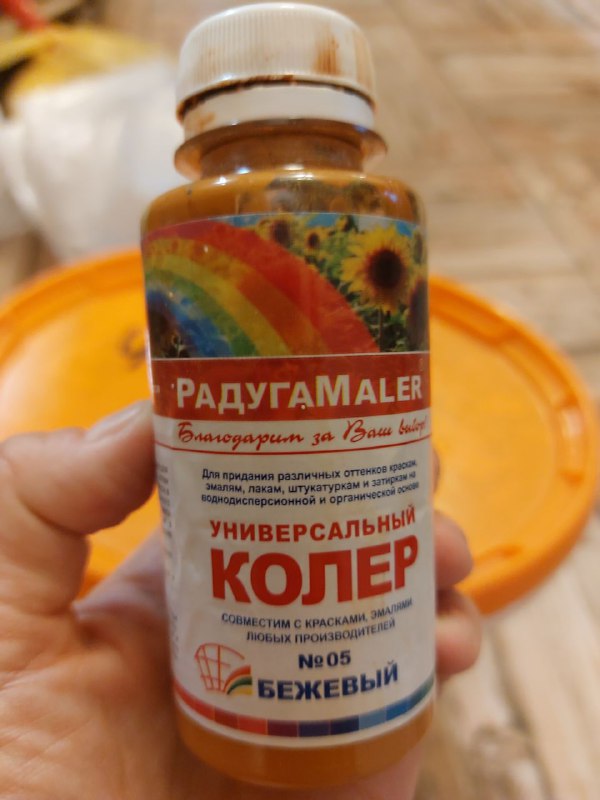 РАДУГАMALER
Благодарим за Ваш выбор!
Для придания различных оттенков краскам,
эмалям, лакам, штукатуркам и затиркам на
воднодисперсионной и органической основе
УНИВЕРСАЛЬНЫЙ
КОЛЕР
СОВМЕСТИМ С КРАСКАМИ, ЭМАЛЯМИ
ЛЮБЫХ ПРОИЗВОДИТЕЛЕЙ
№05
БЕЖЕВЫЙ